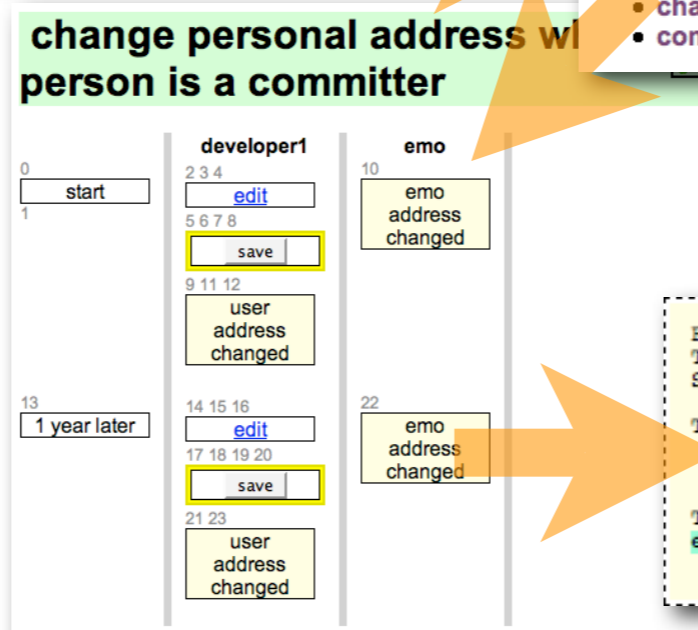 change personal address
person is a committer
developer1
emo
0
start
1
2 3 4
edit
5 6 7 8
save
9 11 12
user
address
changed
10
emo
address
changed
13
1 year later
14 15 16
edit
17 18 19 20
save
21 23
user
address
changed
22
emo
address
changed